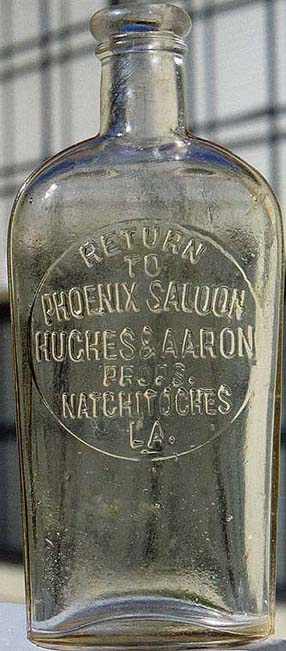 RETURN
TO
PHOENIX SALOON
HUGHES & AARON
PROPS.
NATCHITOCHES
LA.